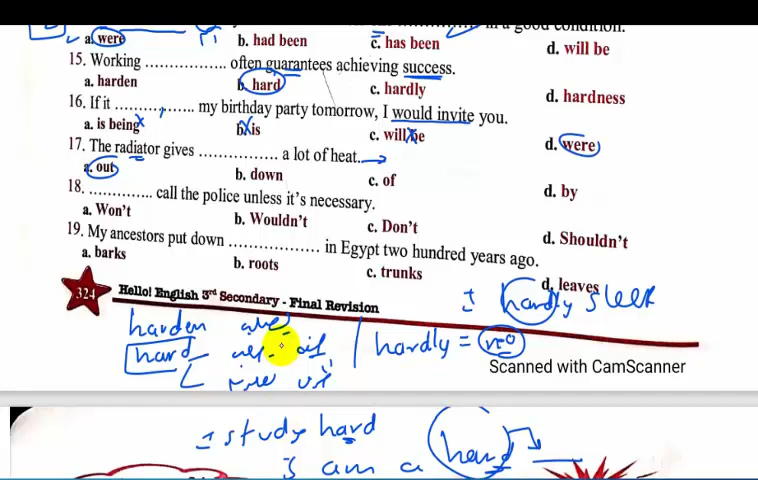 in a good condition.
a. were b. had been c. has been d. will be
15. Working ................ often guarantees achieving success.
a. harden b. hard c. hardly d. hardness
16. If it ................ my birthday party tomorrow, I would invite you.
a. is being b. is c. will be d. were
17. The radiator gives ................ a lot of heat.
a. out b. down c. of d. by
18. ................ call the police unless it's necessary.
a. Won't b. Wouldn't c. Don't d. Shouldn't
19. My ancestors put down .................. in Egypt two hundred years ago.
a. barks b. roots c. trunks d. leaves
324 Hello! English 3rd Secondary - Final Revision
I hardly sleep
harden
hard
hardly =
Scanned with CamScanner
I study hard
I am a hard